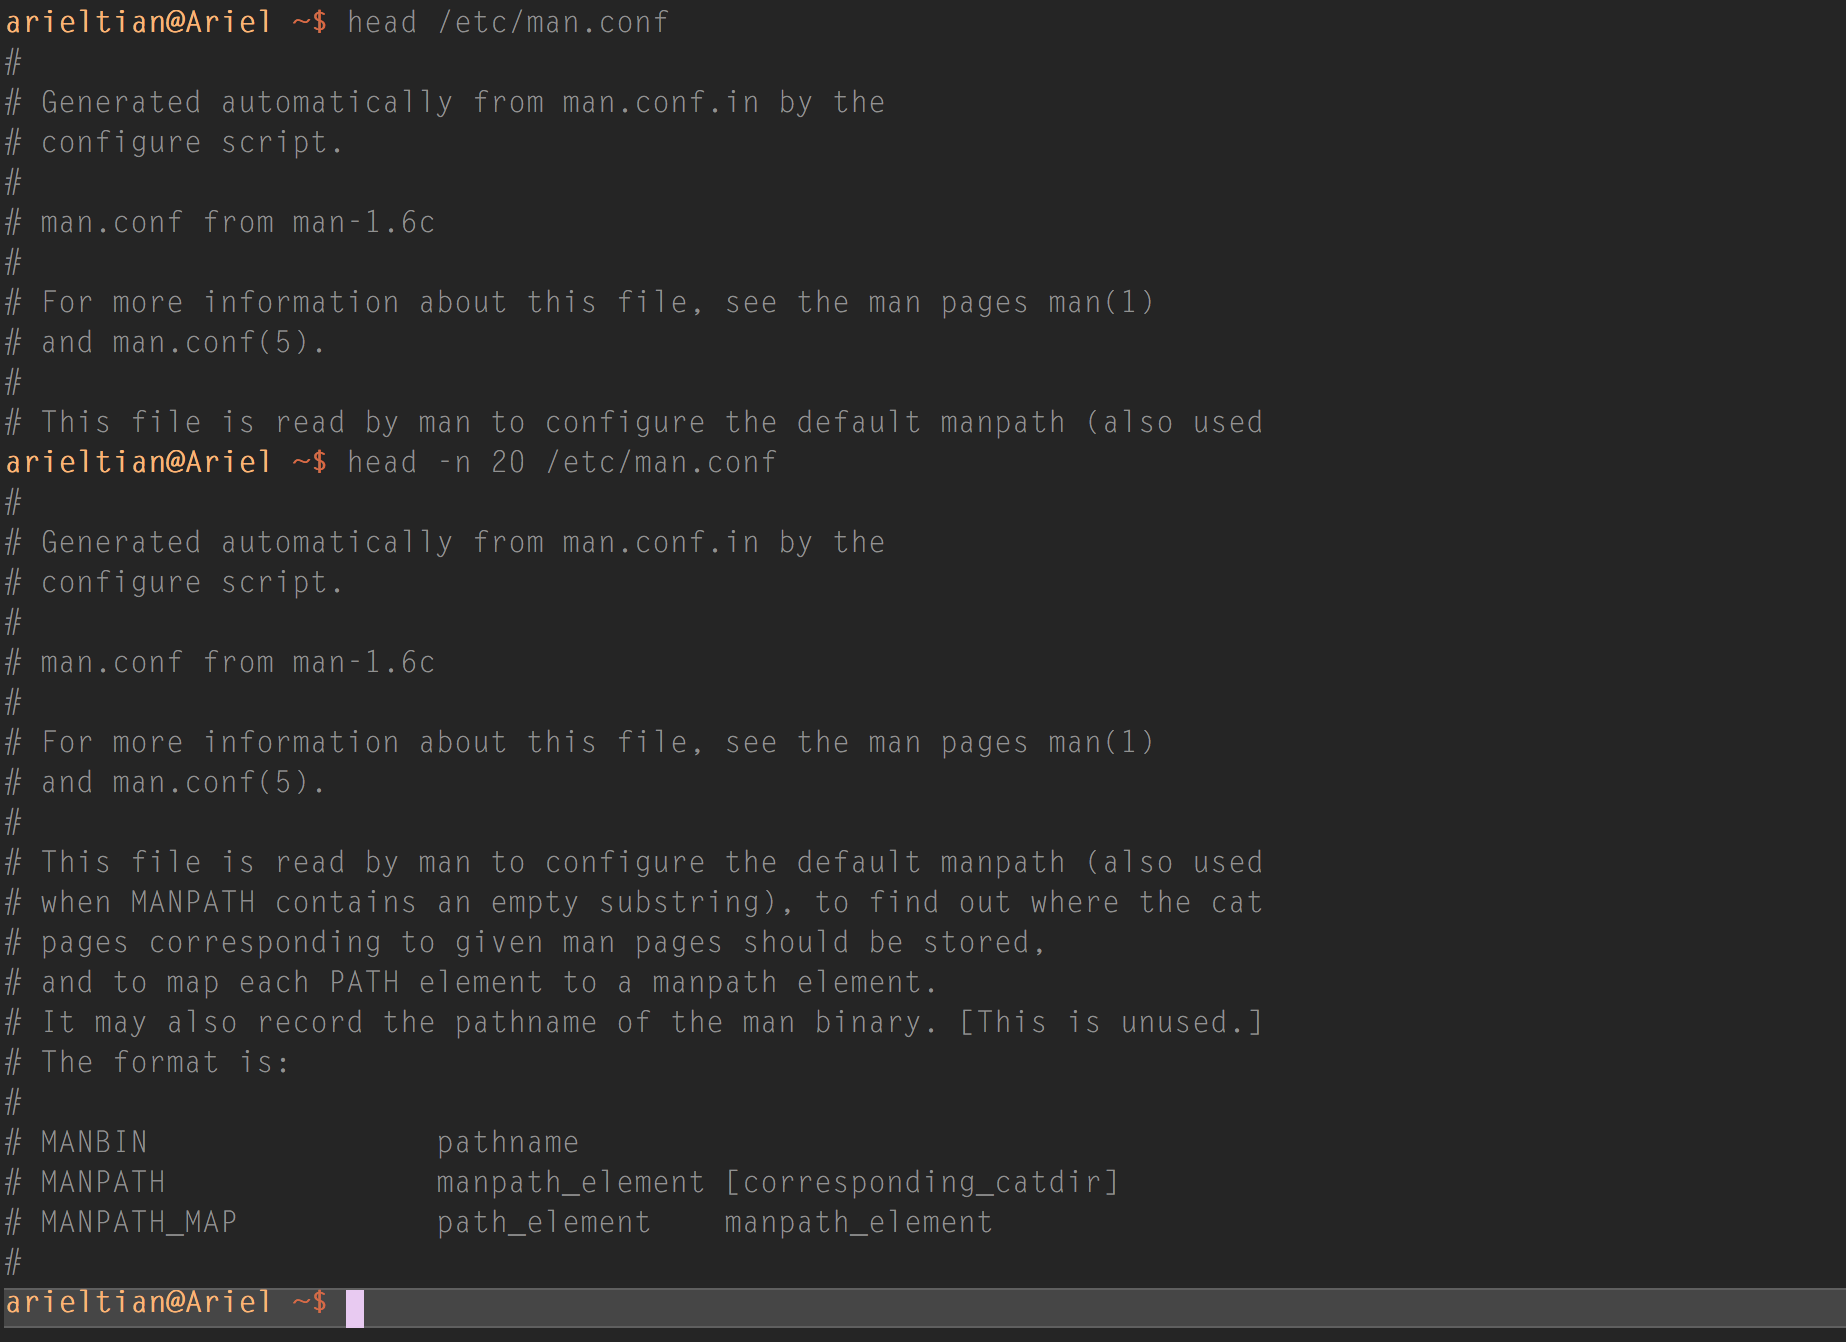 arieltian@Ariel ~$ head /etc/man.conf
#
# Generated automatically from man.conf.in by the
# configure script.
#
# man.conf from man-1.6c
#
# For more information about this file, see the man pages man(1)
# and man.conf(5).
#
# This file is read by man to configure the default manpath (also used
arieltian@Ariel ~$ head -n 20 /etc/man.conf
#
# Generated automatically from man.conf.in by the
# configure script.
#
# man.conf from man-1.6c
#
# For more information about this file, see the man pages man(1)
# and man.conf(5).
#
# This file is read by man to configure the default manpath (also used
# when MANPATH contains an empty substring), to find out where the cat
# pages corresponding to given man pages should be stored,
# and to map each PATH element to a manpath element.
# It may also record the pathname of the man binary. [This is unused.]
# The format is:
#
# MANBIN                pathname
# MANPATH               manpath_element [corresponding_catdir]
# MANPATH_MAP           path_element    manpath_element
#
arieltian@Ariel ~$